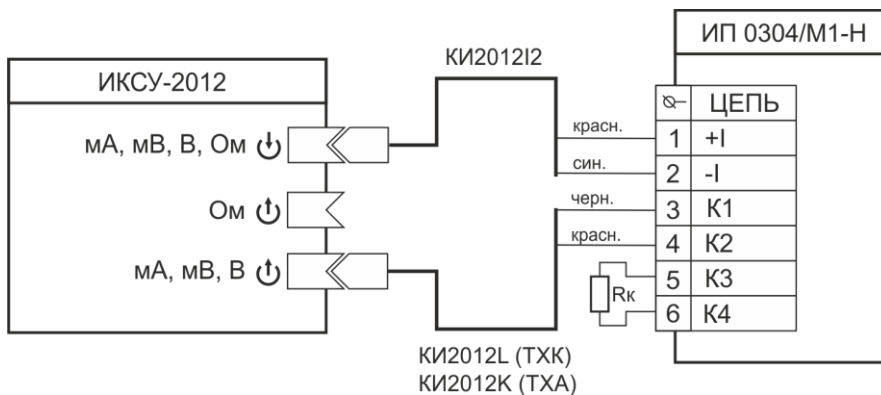 ИП 0304/М1-Н
КИ2012I2
ИКСУ-2012
ЦЕПЬ
мА, мВ, В, Ом
красн.
1 +I
син.
2 -I
Ом
черн.
3 К1
красн.
4 К2
мА, мВ, В
5 К3
Rк
6 К4
КИ2012L (ТХК)
КИ2012K (ТХА)